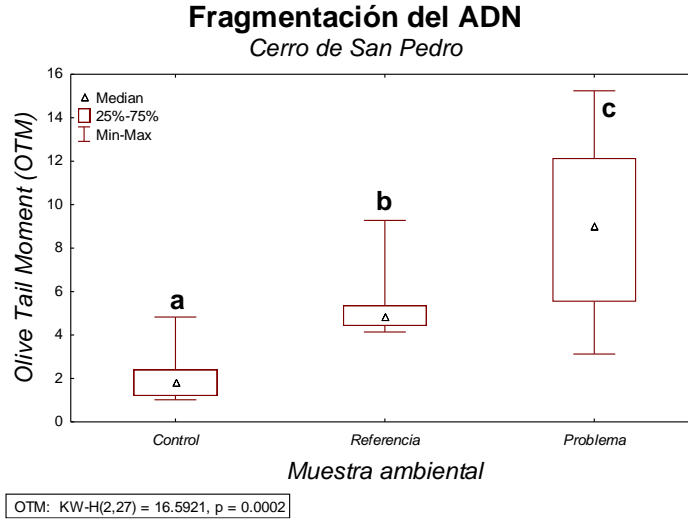 Fragmentación del ADN
Cerro de San Pedro
Olive Tail Moment (OTM)
16
14
12
10
8
6
4
2
0
Median
25%-75%
Min-Max
a
b
c
Control
Referencia
Problema
Muestra ambiental
OTM: KW-H(2,27) = 16.5921, p = 0.0002